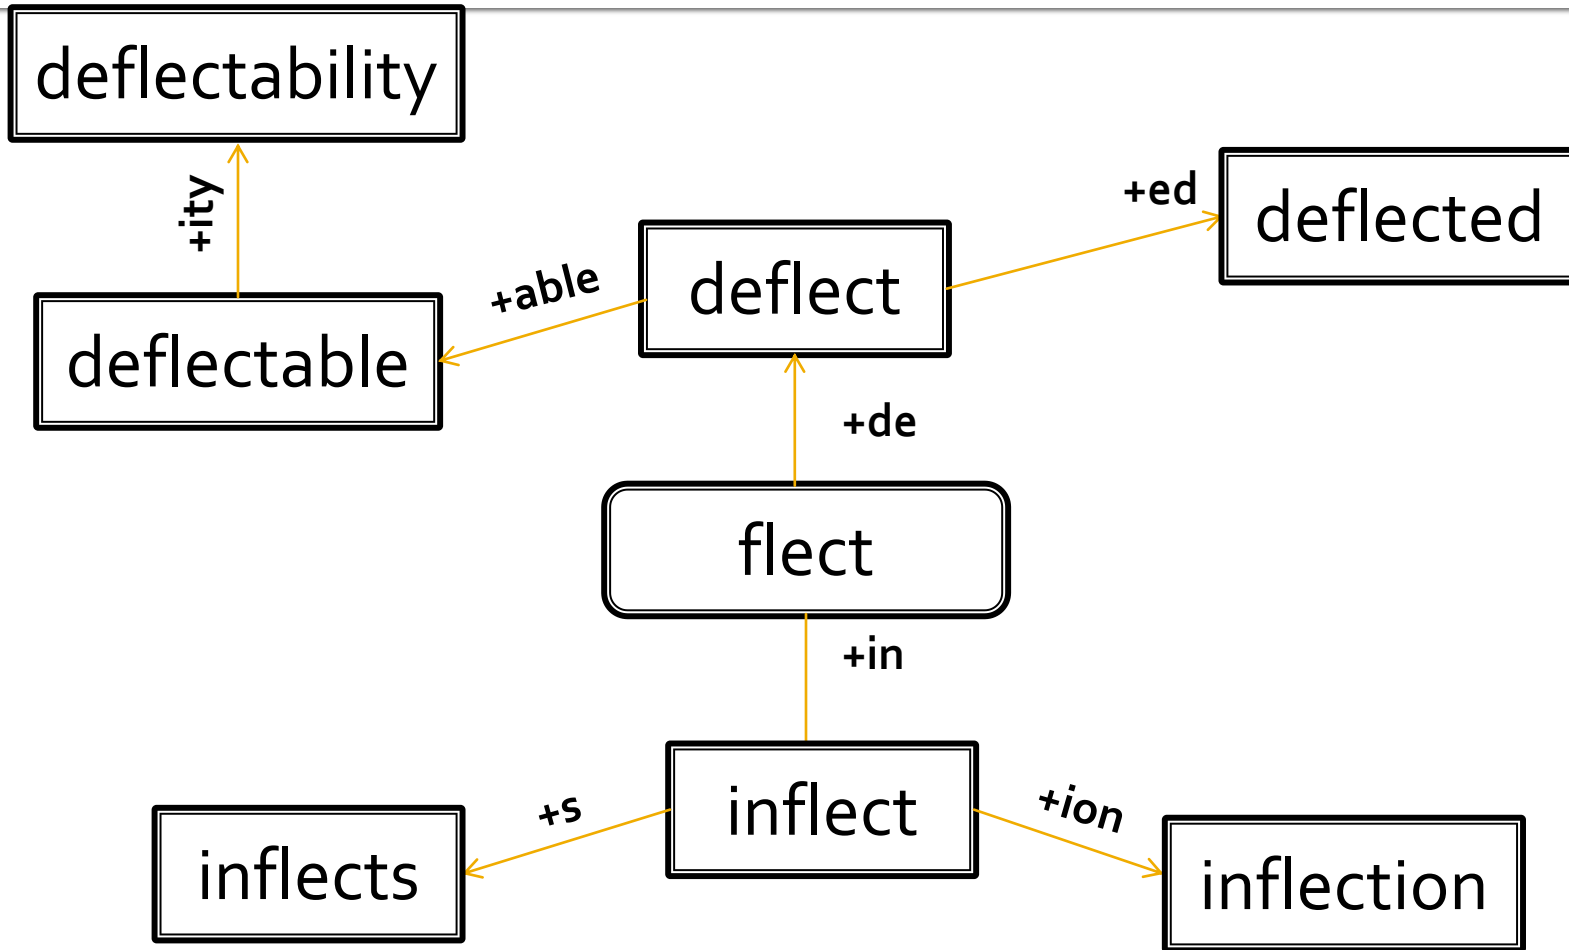 deflectability
+ity
+ed
deflected
deflect
+able
deflectable
+de
flect
+in
inflect
+s
+ion
inflects
inflection